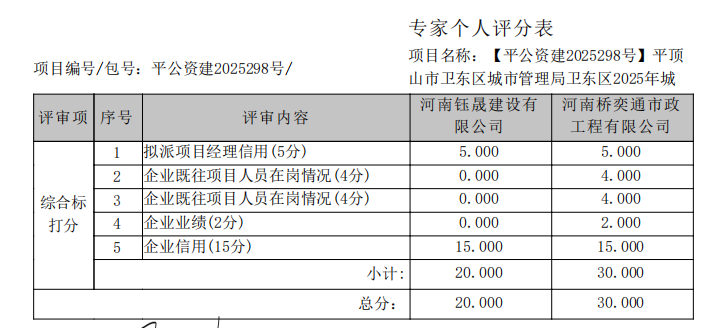 专家个人评分表
项目编号/包号：平公资建2025298号/
项目名称：【平公资建2025298号】平顶
山市卫东区城市管理局卫东区2025年城
评审项 序号 评审内容 河南钰晟建设有限公司 河南桥奕通市政工程有限公司
综合标打分
1 拟派项目经理信用(5分) 5.000 5.000
2 企业既往项目人员在岗情况(4分) 0.000 4.000
3 企业既往项目人员在岗情况(4分) 0.000 4.000
4 企业业绩(2分) 0.000 2.000
5 企业信用(15分) 15.000 15.000
小计: 20.000 30.000
总分： 20.000 30.000